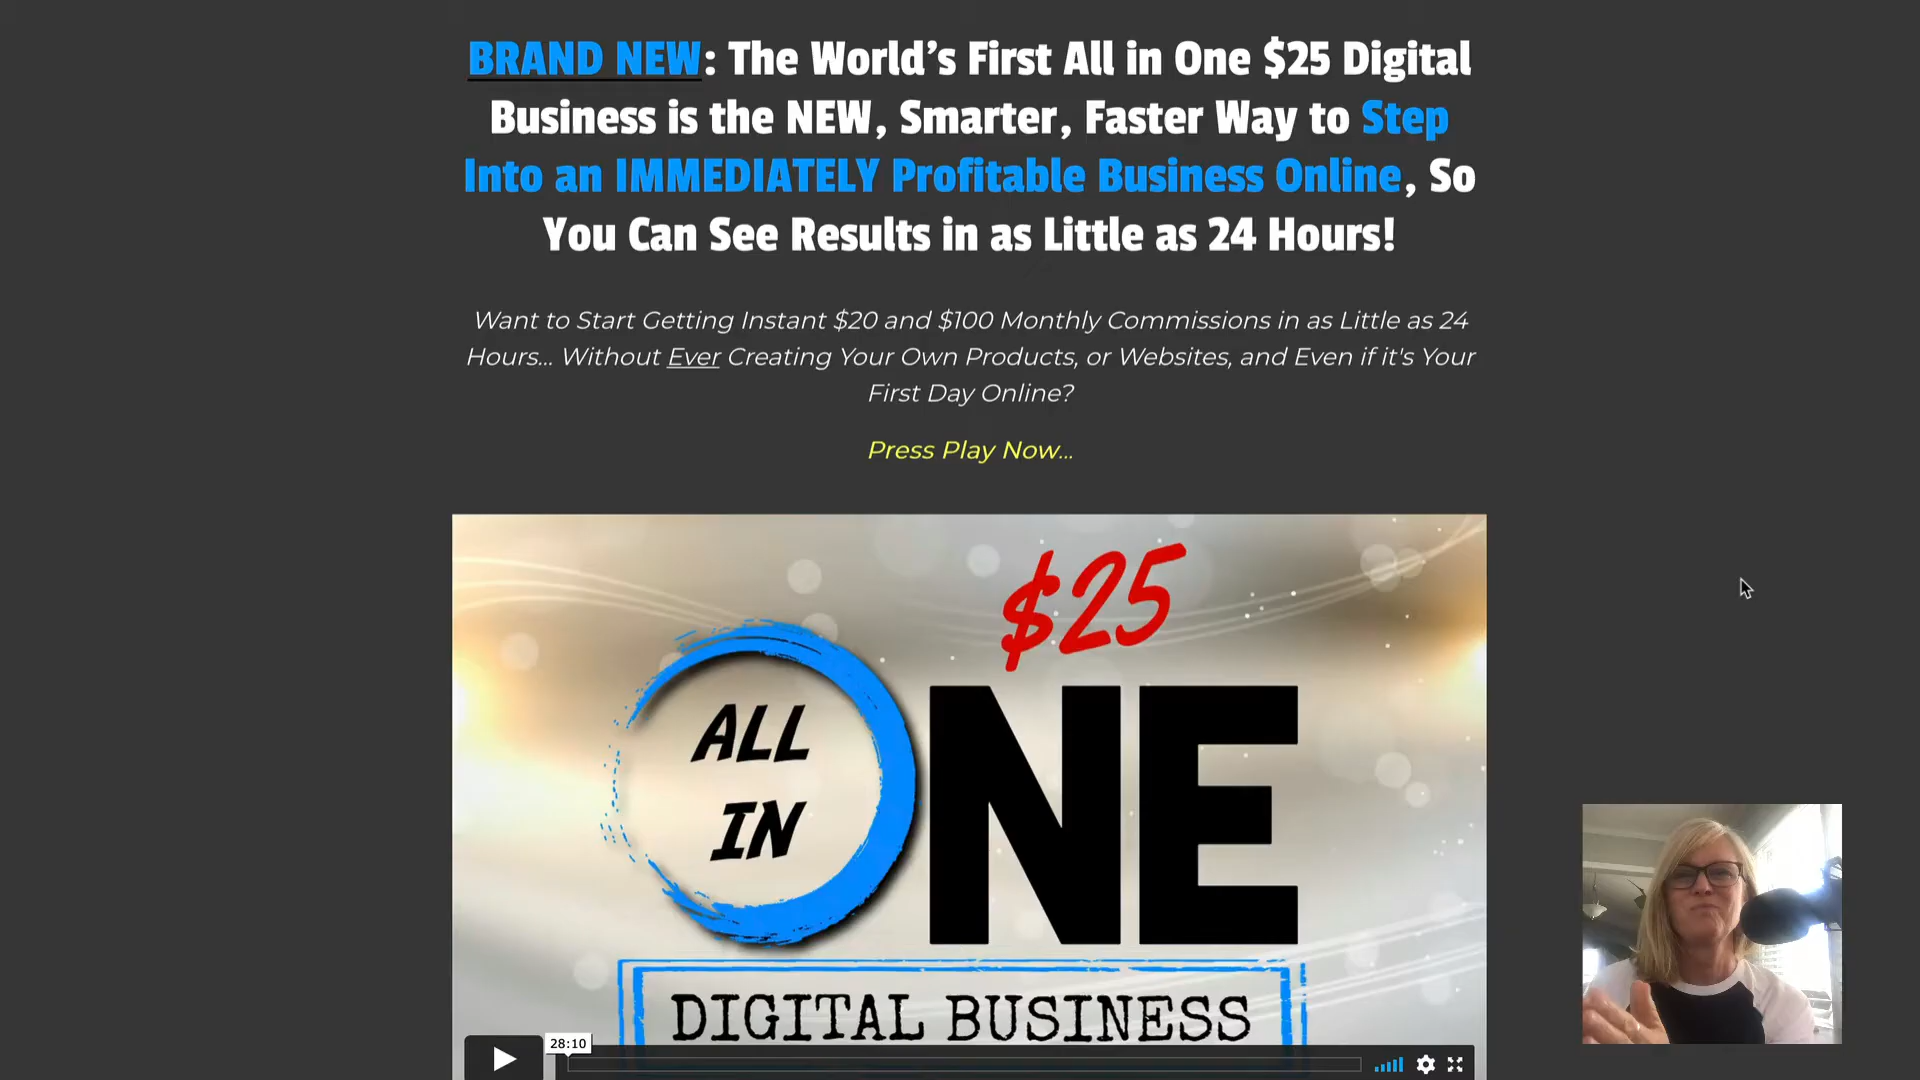 BRAND NEW: The World's First All in One $25 Digital
Business is the NEW, Smarter, Faster Way to Step
Into an IMMEDIATELY Profitable Business Online, So
You Can See Results in as Little as 24 Hours!
Want to Start Getting Instant $20 and $100 Monthly Commissions in as Little as 24
Hours... Without Ever Creating Your Own Products, or Websites, and Even if it's Your
First Day Online?
Press Play Now...
$25
ALL
IN
ONE
DIGITAL BUSINESS
28:10